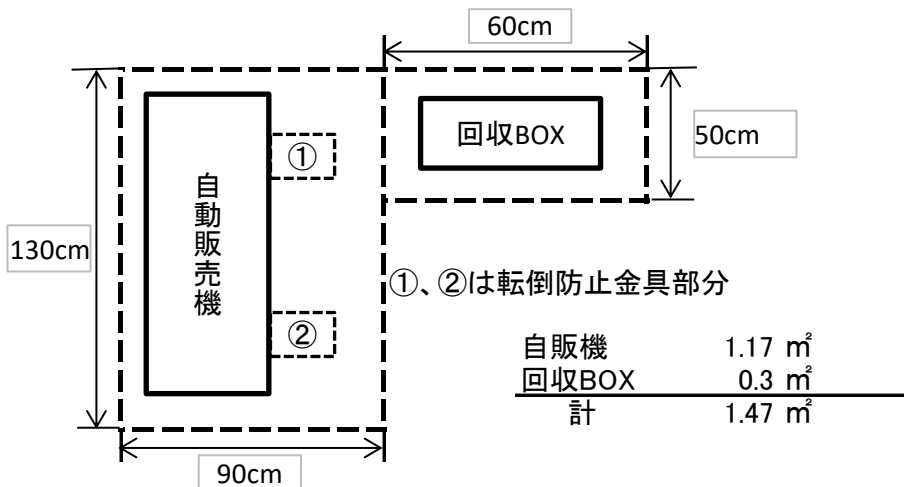 60cm
50cm
回収BOX
①
自動販売機
130cm
①、②は転倒防止金具部分
②
自販機 1.17 ㎡
回収BOX 0.3 ㎡
計 1.47 ㎡
90cm